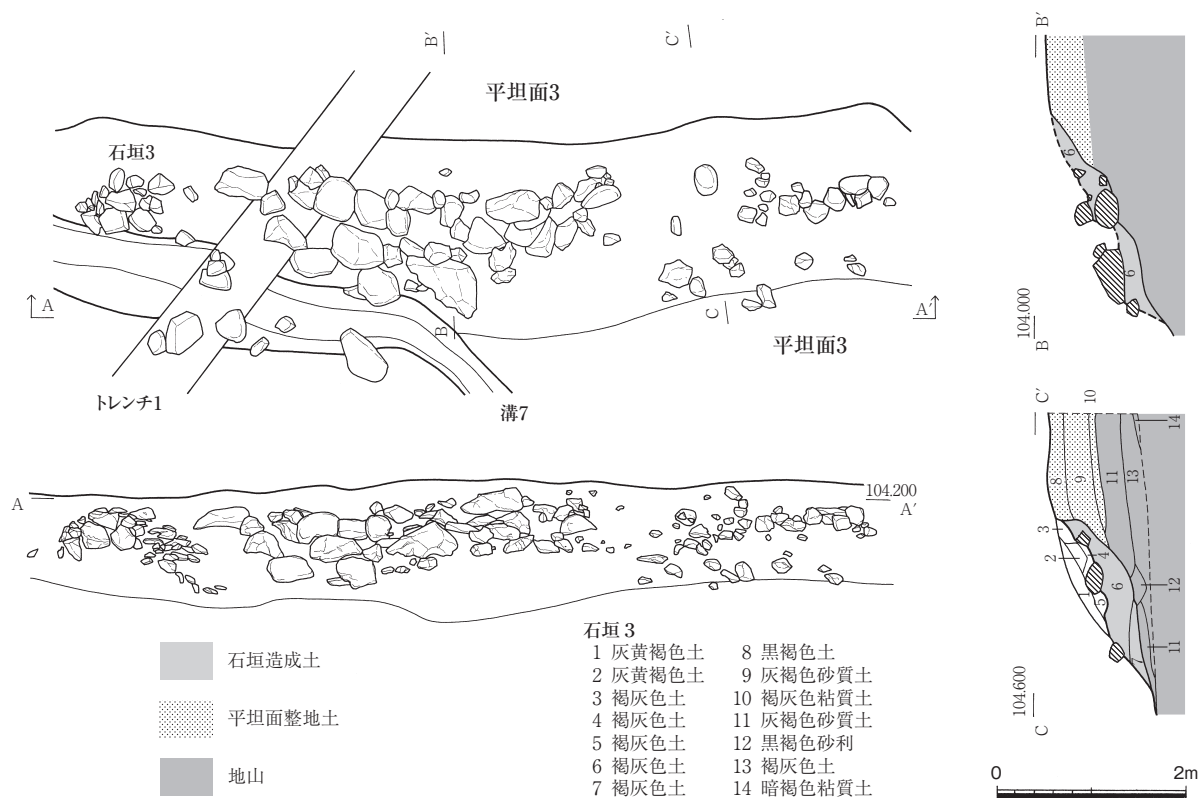 B′
C′
平坦面3
石垣3
A
A′
B
C
平坦面3
トレンチ1
溝7
A
104.200
A′
石垣造成土
平坦面整地土
地山
石垣3
1 灰黄褐色土
2 灰黄褐色土
3 褐灰色土
4 褐灰色土
5 褐灰色土
6 褐灰色土
7 褐灰色土
8 黒褐色土
9 灰褐色砂質土
10 褐灰色粘質土
11 灰褐色砂質土
12 黒褐色砂利
13 褐灰色土
14 暗褐色粘質土
B′
6
6
104.000
B
C′
10
14
8
9
11
13
3
2
4
1
6
5
12
7
11
104.600
C
0 2m